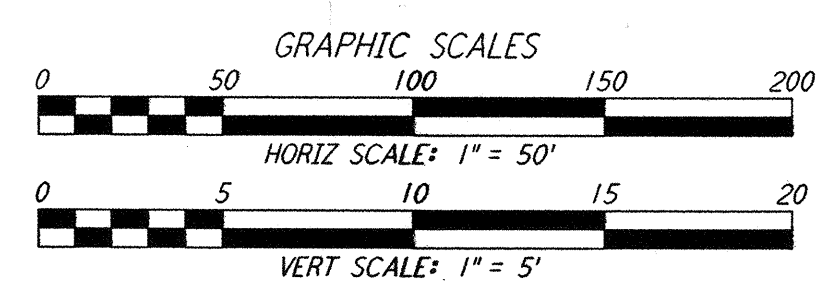 GRAPHIC SCALES
0 50 100 150 200
HORIZ SCALE: 1" = 50'
0 5 10 15 20
VERT SCALE: 1" = 5'